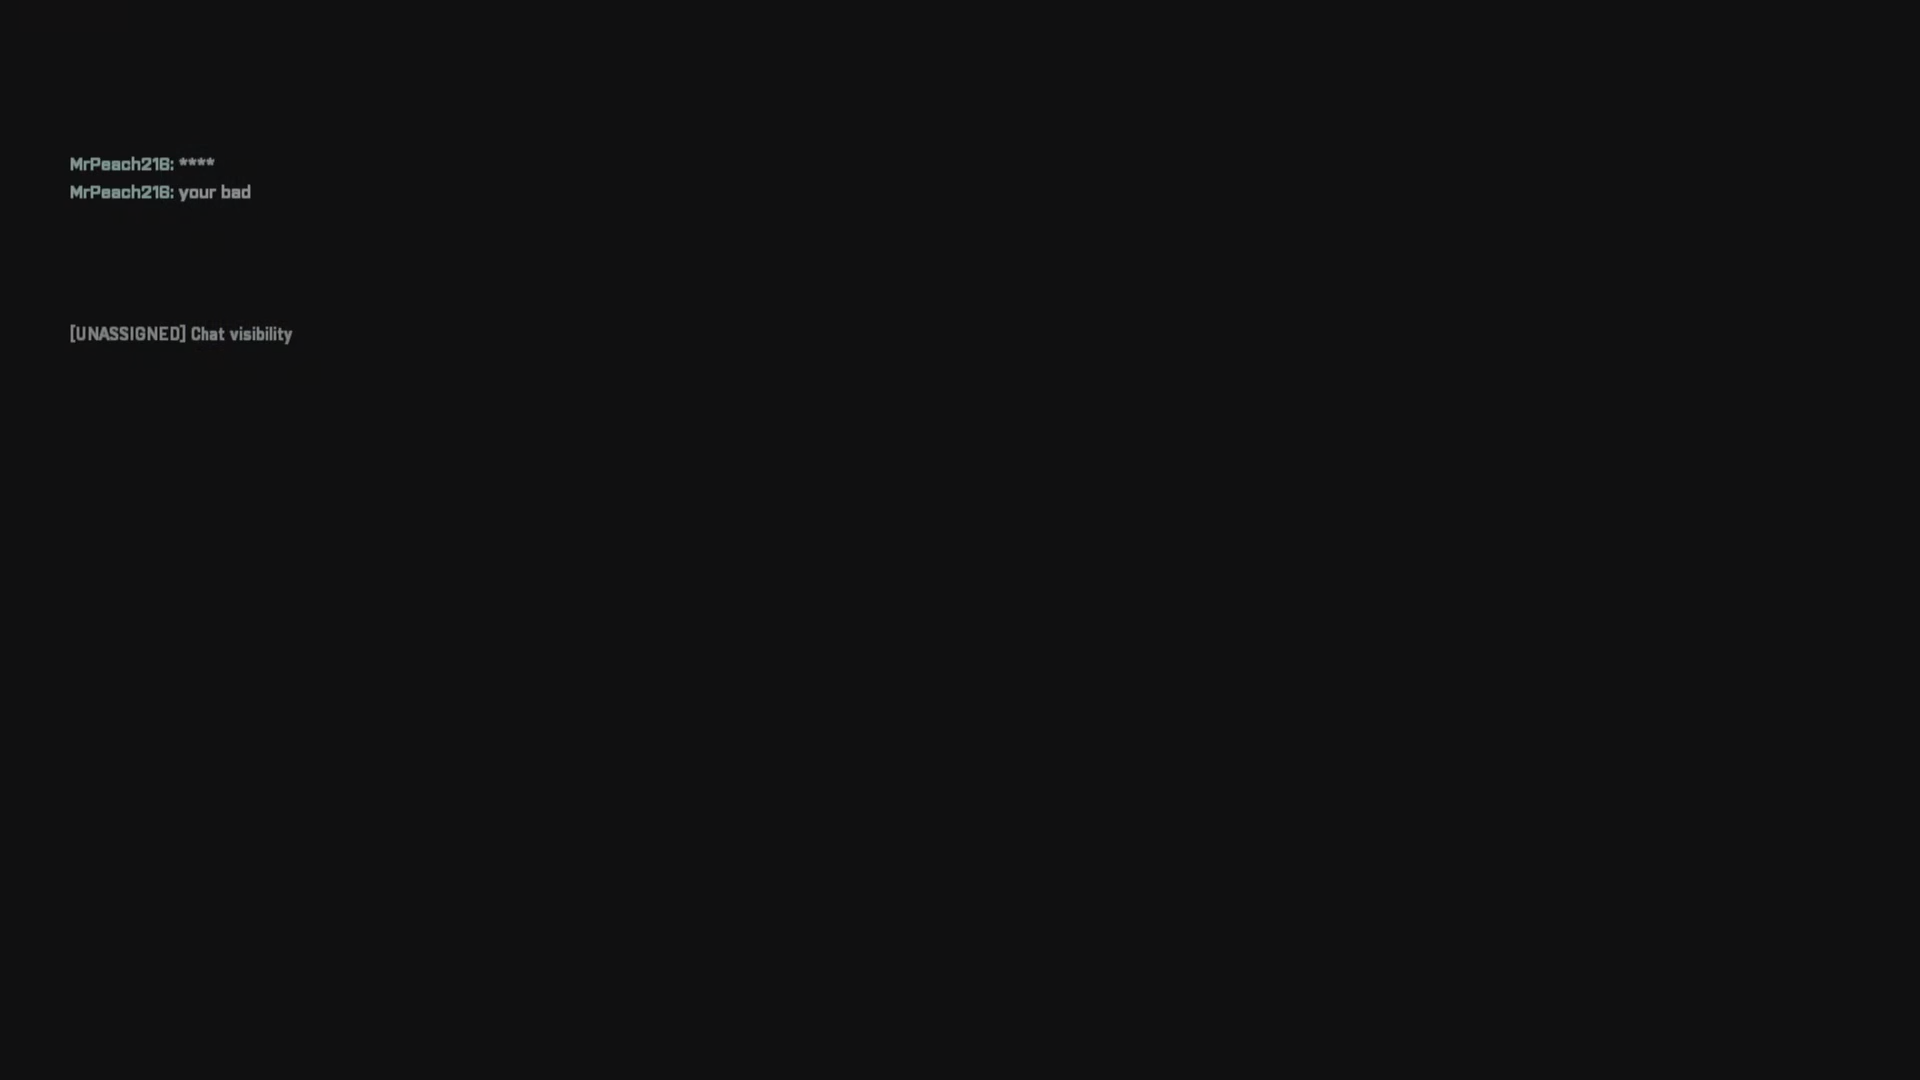 MrPeach218: ****
MrPeach218: your bad
[UNASSIGNED] Chat visibility